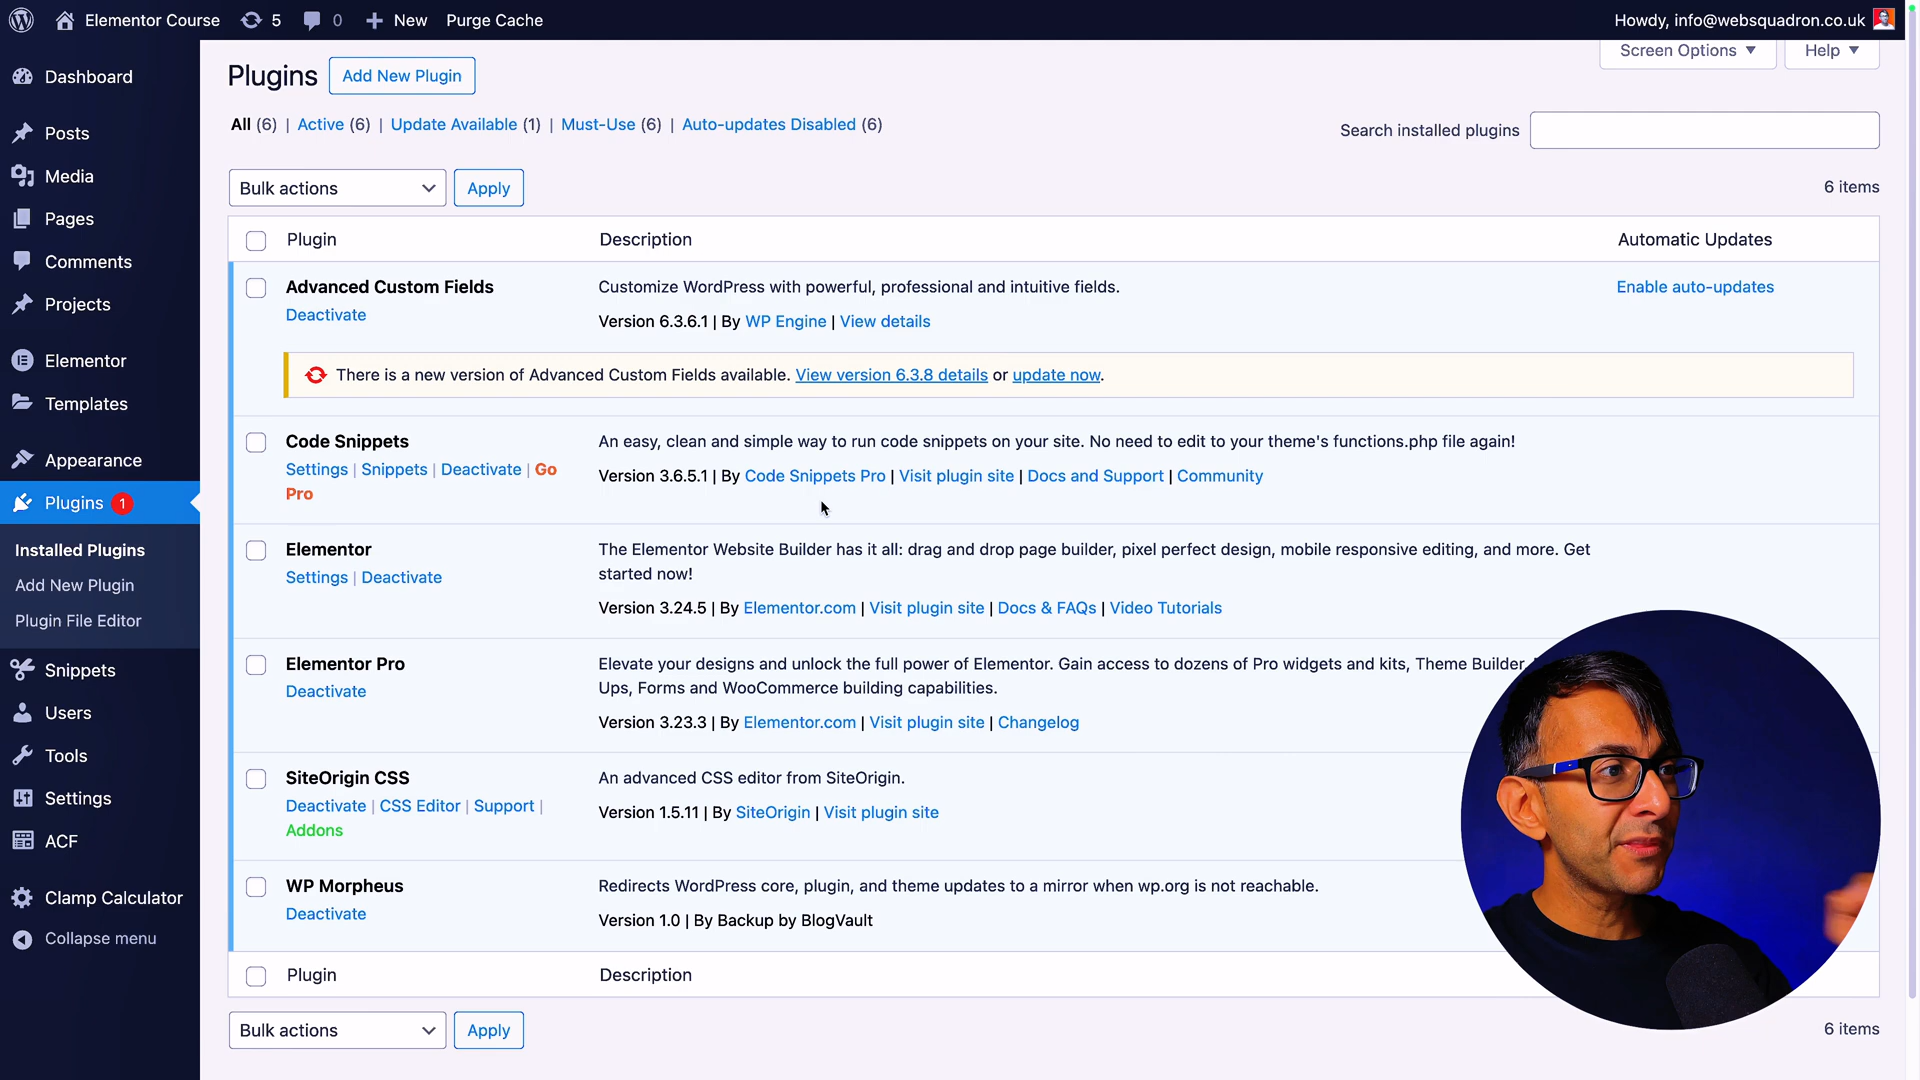 Elementor Course 5 0 New Purge Cache Howdy, info@websquadron.co.uk
Screen Options Help
Plugins Add New Plugin
All (6) | Active (6) | Update Available (1) | Must-Use (6) | Auto-updates Disabled (6)
Search installed plugins
Bulk actions Apply
6 items
Plugin Description Automatic Updates
Advanced Custom Fields
Deactivate
Customize WordPress with powerful, professional and intuitive fields.
Version 6.3.6.1 | By WP Engine | View details
Enable auto-updates
There is a new version of Advanced Custom Fields available. View version 6.3.8 details or update now.
Code Snippets
Settings | Snippets | Deactivate | Go
Pro
An easy, clean and simple way to run code snippets on your site. No need to edit to your theme's functions.php file again!
Version 3.6.5.1 | By Code Snippets Pro | Visit plugin site | Docs and Support | Community
Elementor
Settings | Deactivate
The Elementor Website Builder has it all: drag and drop page builder, pixel perfect design, mobile responsive editing, and more. Get
started now!
Version 3.24.5 | By Elementor.com | Visit plugin site | Docs & FAQs | Video Tutorials
Elementor Pro
Deactivate
Elevate your designs and unlock the full power of Elementor. Gain access to dozens of Pro widgets and kits, Theme Builder,
Ups, Forms and WooCommerce building capabilities.
Version 3.23.3 | By Elementor.com | Visit plugin site | Changelog
SiteOrigin CSS
Deactivate | CSS Editor | Support |
Addons
An advanced CSS editor from SiteOrigin.
Version 1.5.11 | By SiteOrigin | Visit plugin site
WP Morpheus
Deactivate
Redirects WordPress core, plugin, and theme updates to a mirror when wp.org is not reachable.
Version 1.0 | By Backup by BlogVault
Plugin Description
Bulk actions Apply
6 items
Dashboard
Posts
Media
Pages
Comments
Projects
Elementor
Templates
Appearance
Plugins 1
Installed Plugins
Add New Plugin
Plugin File Editor
Snippets
Users
Tools
Settings
ACF
Clamp Calculator
Collapse menu